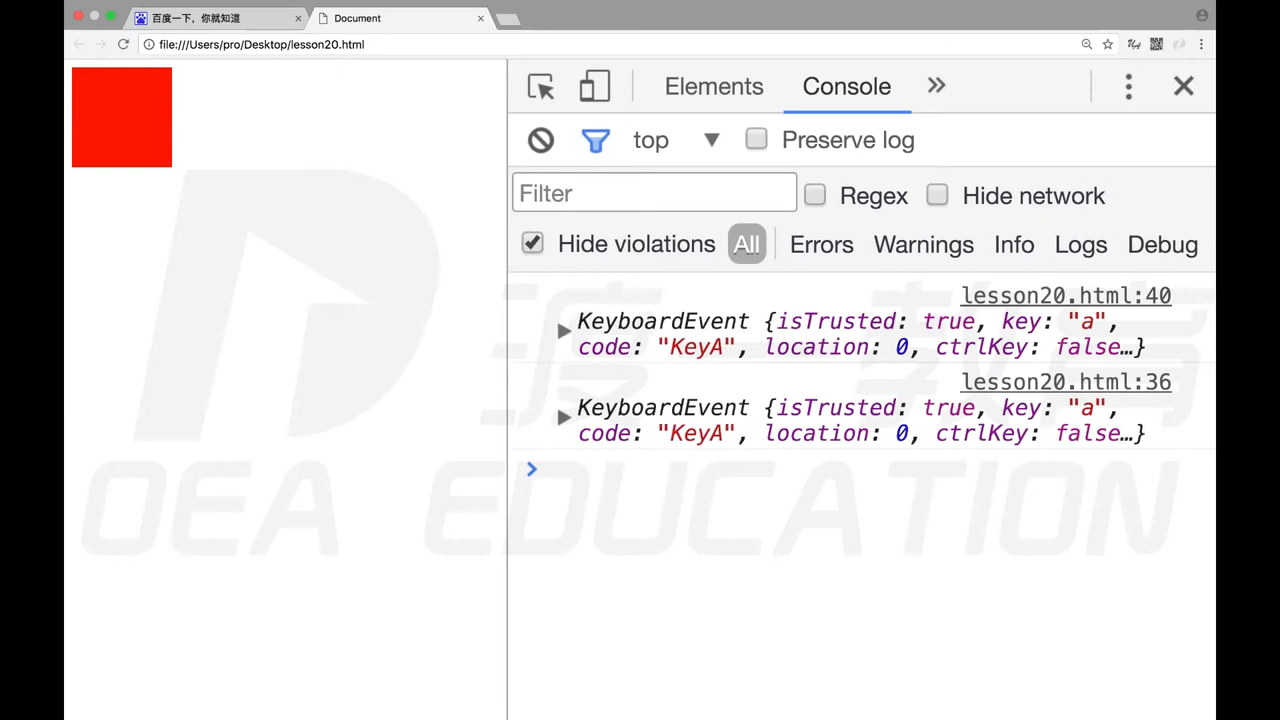 百度一下，你就知道
Document
file:///Users/pro/Desktop/lesson20.html
Elements
Console
top
Preserve log
Filter
Regex
Hide network
Hide violations
All
Errors
Warnings
Info
Logs
Debug
lesson20.html:40
KeyboardEvent {isTrusted: true, key: "a",
code: "KeyA", location: 0, ctrlKey: false…}
lesson20.html:36
KeyboardEvent {isTrusted: true, key: "a",
code: "KeyA", location: 0, ctrlKey: false…}
渡 教育
OEA EDUCATION